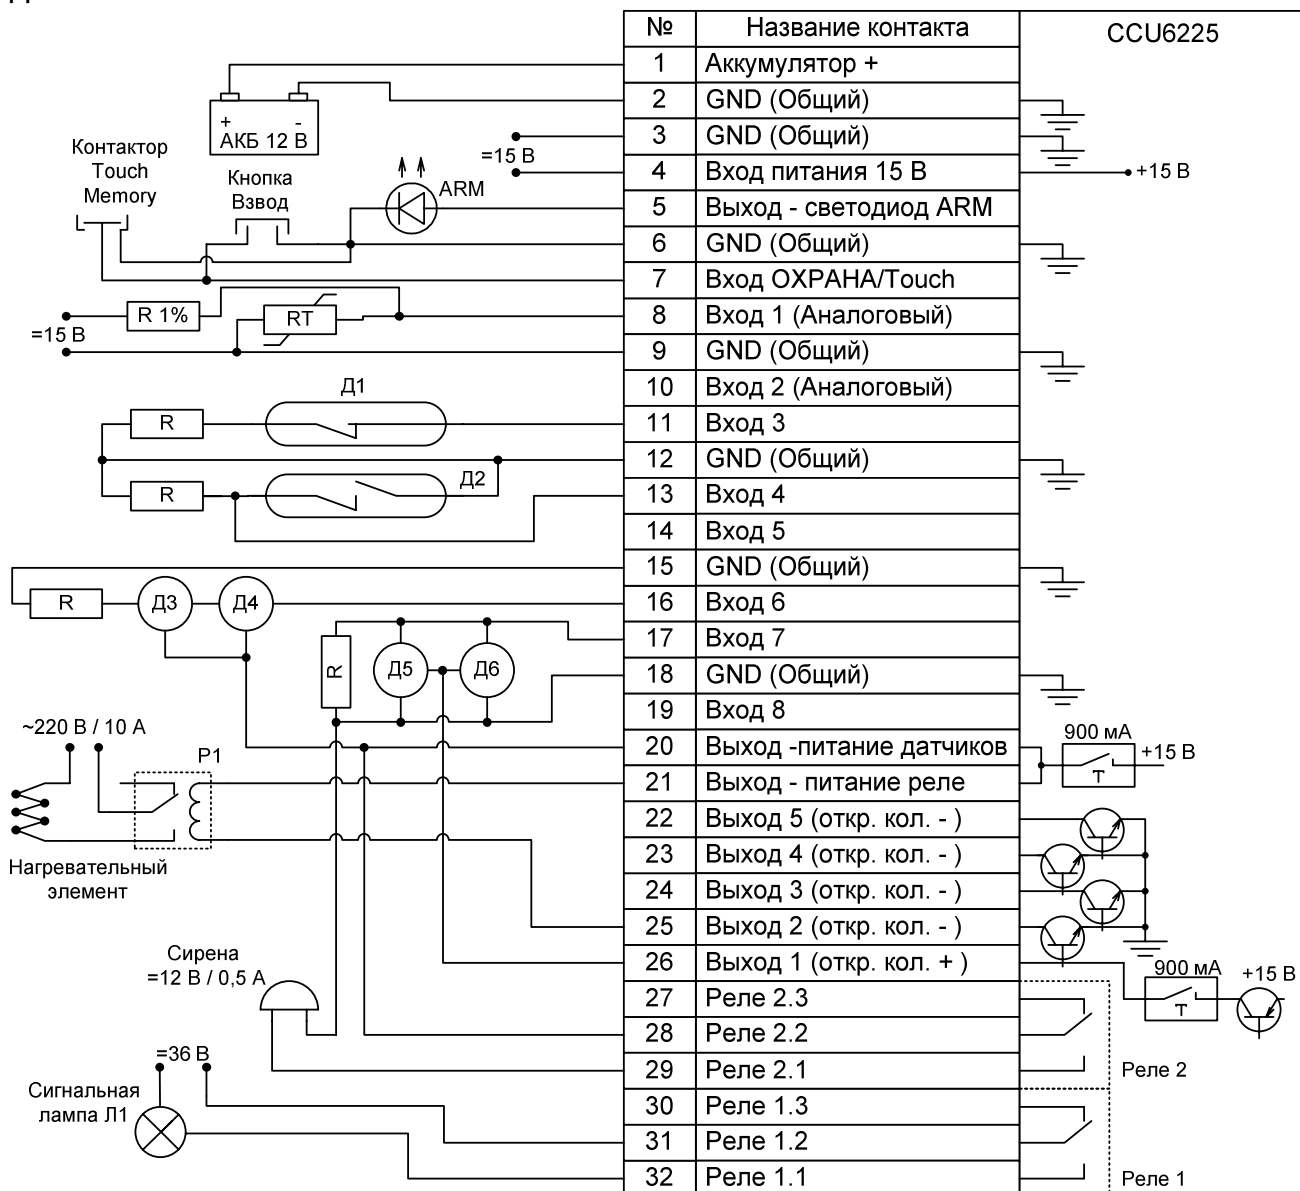 № Название контакта CCU6225
1 Аккумулятор +
2 GND (Общий)
3 GND (Общий)
4 Вход питания 15 В
5 Выход - светодиод ARM
6 GND (Общий)
7 Вход ОХРАНА/Touch
8 Вход 1 (Аналоговый)
9 GND (Общий)
10 Вход 2 (Аналоговый)
11 Вход 3
12 GND (Общий)
13 Вход 4
14 Вход 5
15 GND (Общий)
16 Вход 6
17 Вход 7
18 GND (Общий)
19 Вход 8
20 Выход -питание датчиков
21 Выход - питание реле
22 Выход 5 (откр. кол. - )
23 Выход 4 (откр. кол. - )
24 Выход 3 (откр. кол. - )
25 Выход 2 (откр. кол. - )
26 Выход 1 (откр. кол. + )
27 Реле 2.3
28 Реле 2.2
29 Реле 2.1
30 Реле 1.3
31 Реле 1.2
32 Реле 1.1
+ -
АКБ 12 В
Контактор
Touch
Memory
Кнопка
Взвод
ARM
=15 В
+15 В
R 1%
RT
=15 В
Д1
R
Д2
R
R
Д3
Д4
R
Д5
Д6
~220 В / 10 А
P1
Нагревательный
элемент
Сирена
=12 В / 0,5 А
=36 В
Сигнальная
лампа Л1
900 мА
+15 В
T
900 мА
+15 В
T
Реле 2
Реле 1